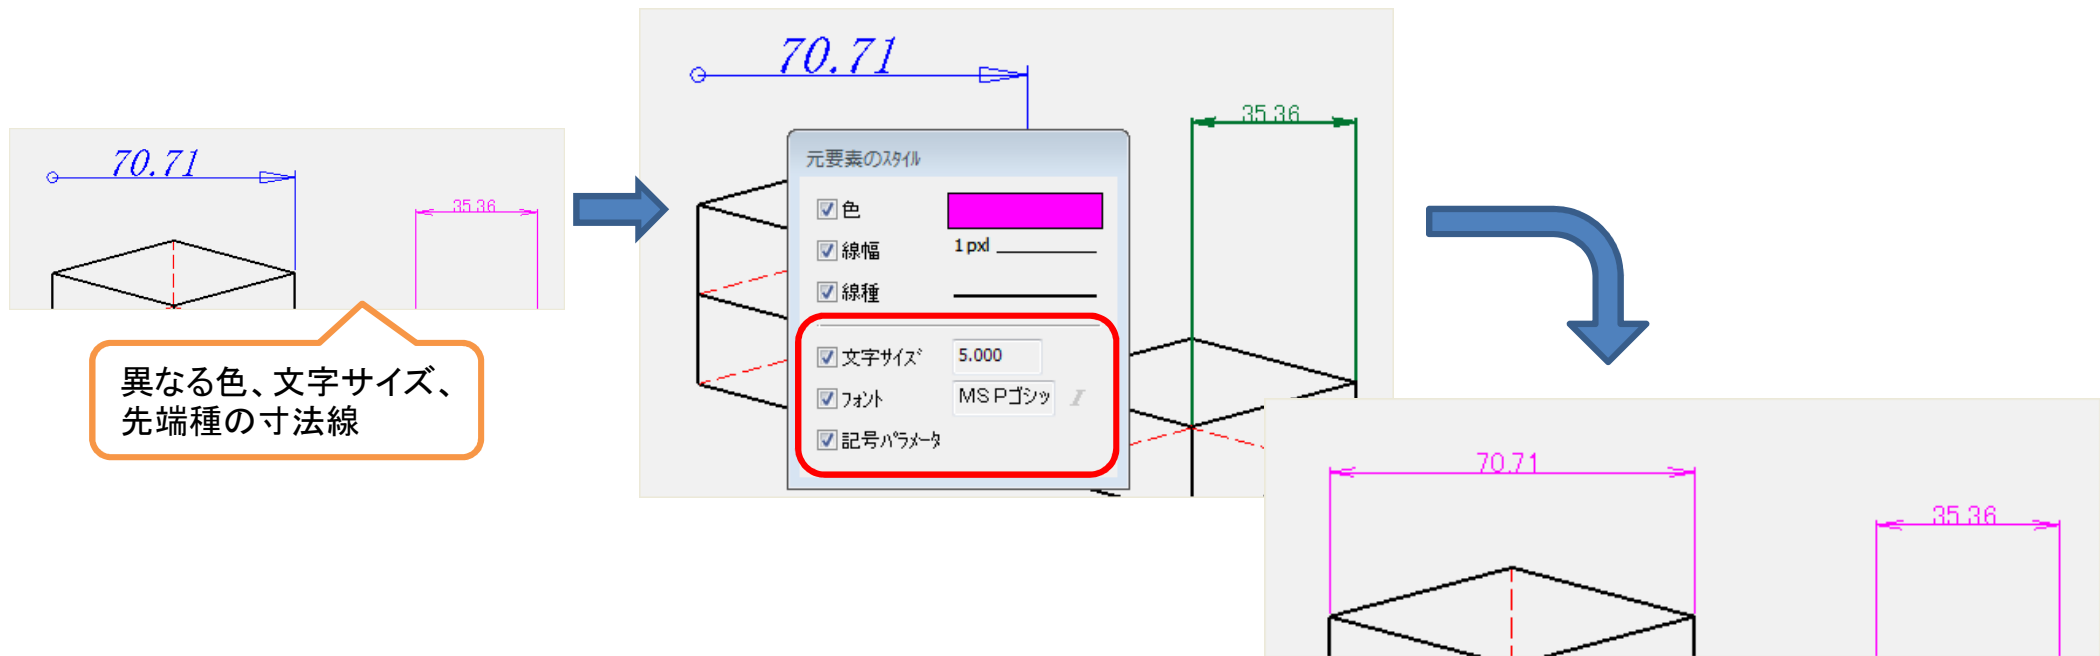 70.71
35.36
異なる色、文字サイズ、
先端種の寸法線
70.71
35.36
元要素のｽﾀｲﾙ
色
線幅
1 pxl
線種
文字ｻｲｽﾞ
5.000
ﾌｫﾝﾄ
MS Pゴシッ
I
記号ﾊﾟﾗﾒｰﾀ
70.71
35.36